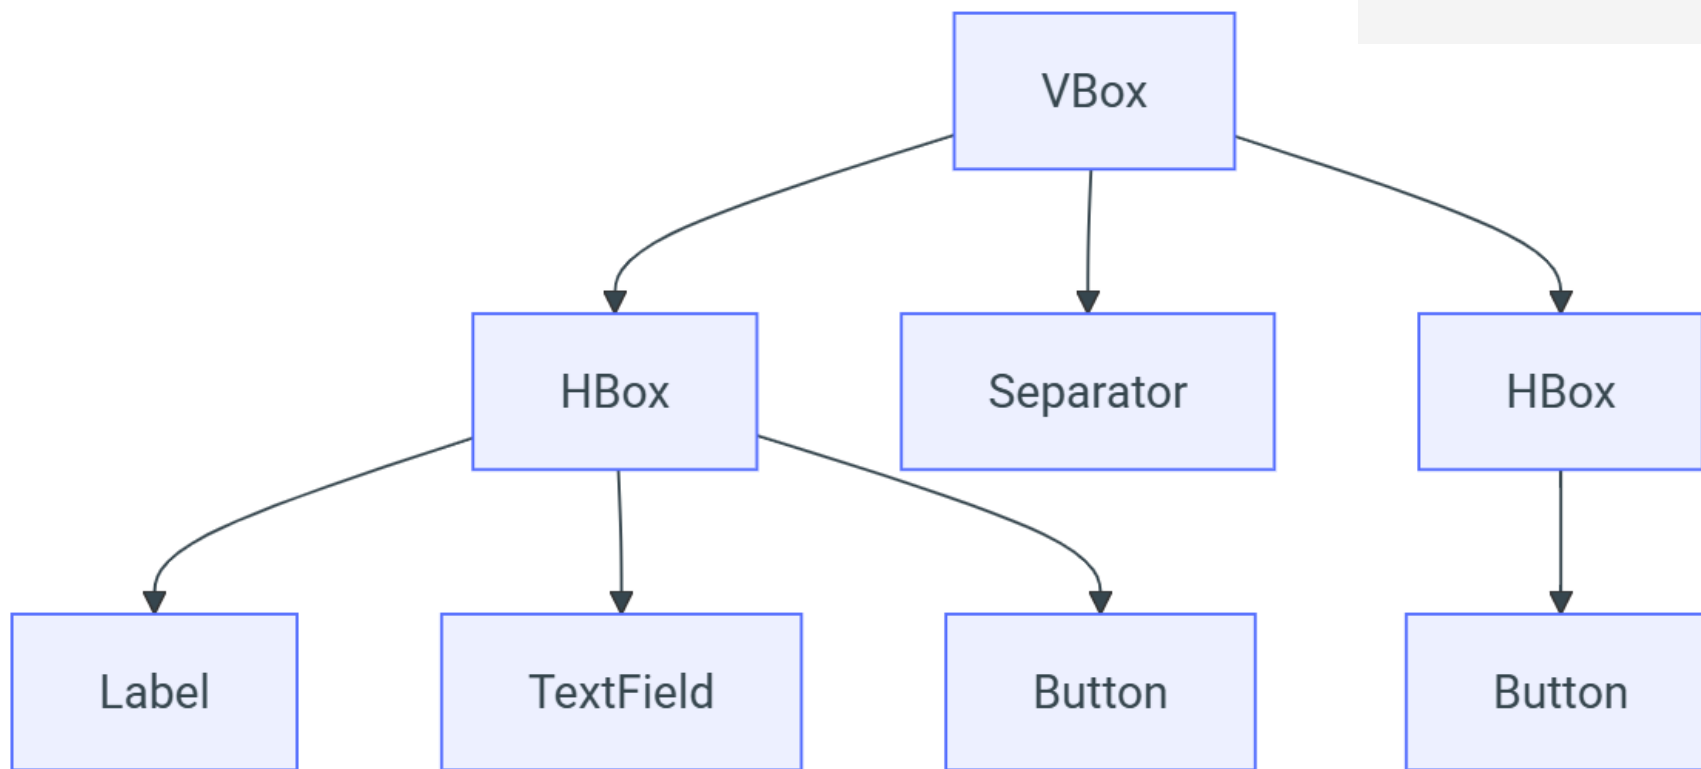 VBox
HBox
Separator
HBox
Label
TextField
Button
Button